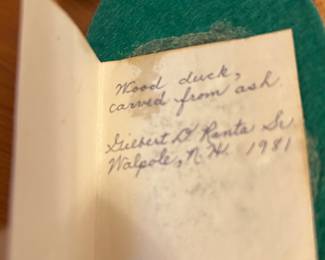 Wood duck,
carved from ash
Gilbert D. Ranta Sr.
Walpole, N.H. 1981